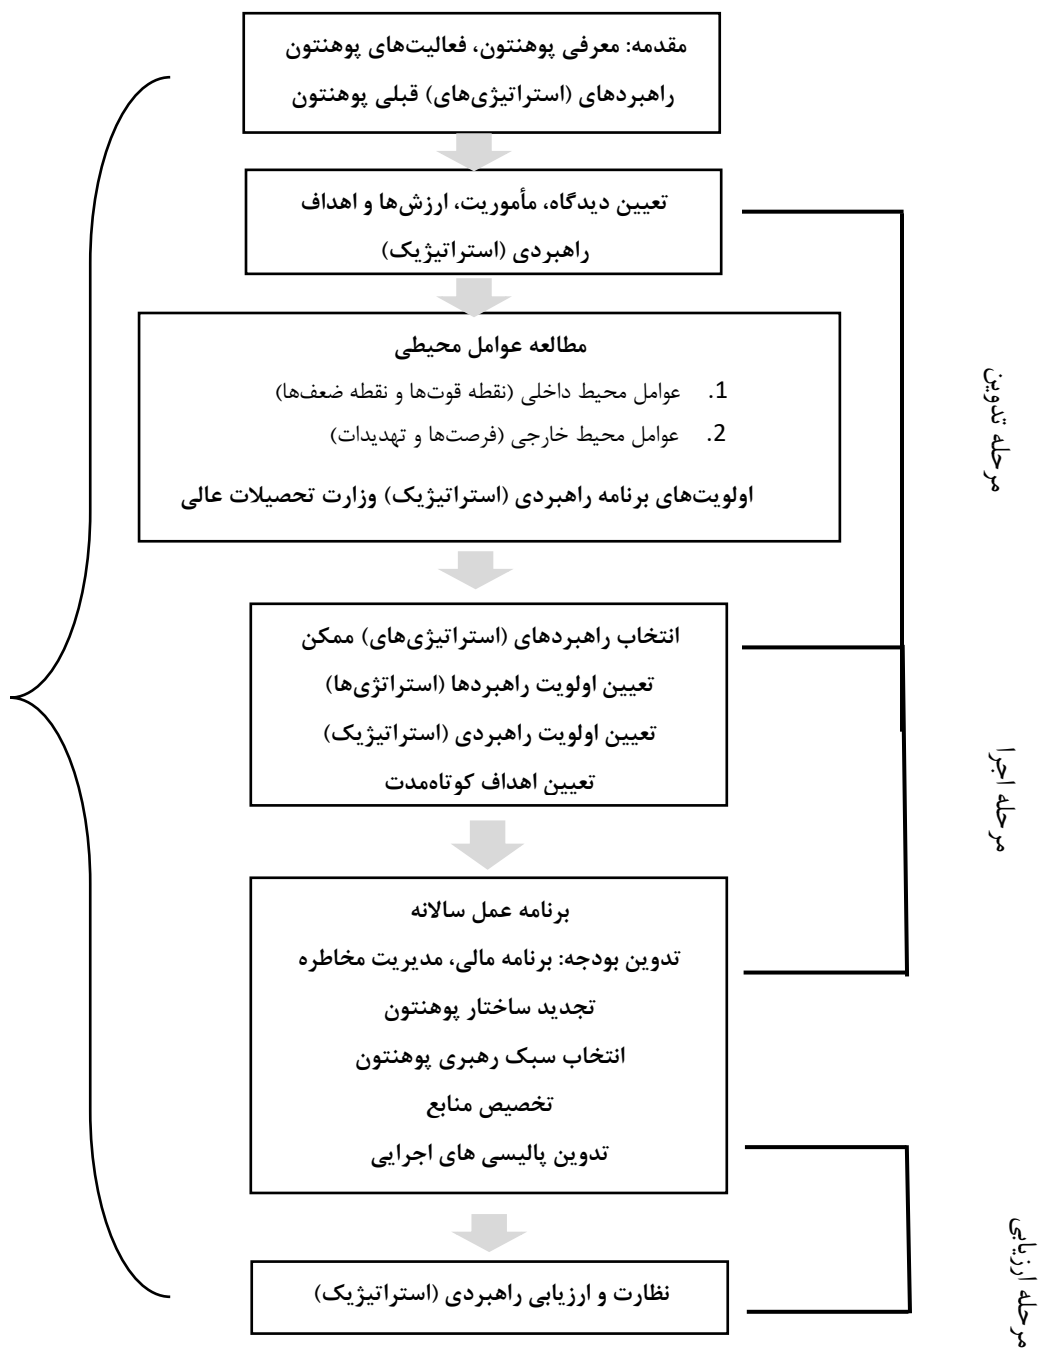 مقدمه: معرفی پوهنتون، فعالیت‌های پوهنتون
راهبردهای (استراتیژی‌های) قبلی پوهنتون
تعیین دیدگاه، مأموریت، ارزش‌ها و اهداف
راهبردی (استراتیژیک)
مطالعه عوامل محیطی
1. عوامل محیط داخلی (نقطه قوت‌ها و نقطه ضعف‌ها)
2. عوامل محیط خارجی (فرصت‌ها و تهدیدات)
اولویت‌های برنامه راهبردی (استراتیژیک) وزارت تحصیلات عالی
انتخاب راهبردهای (استراتیژی‌های) ممکن
تعیین اولویت راهبردها (استراتژی‌ها)
تعیین اولویت راهبردی (استراتیژیک)
تعیین اهداف کوتاه‌مدت
برنامه عمل سالانه
تدوین بودجه: برنامه مالی، مدیریت مخاطره
تجدید ساختار پوهنتون
انتخاب سبک رهبری پوهنتون
تخصیص منابع
تدوین پالیسی های اجرایی
نظارت و ارزیابی راهبردی (استراتیژیک)
مرحله تدوین
مرحله اجرا
مرحله ارزیابی